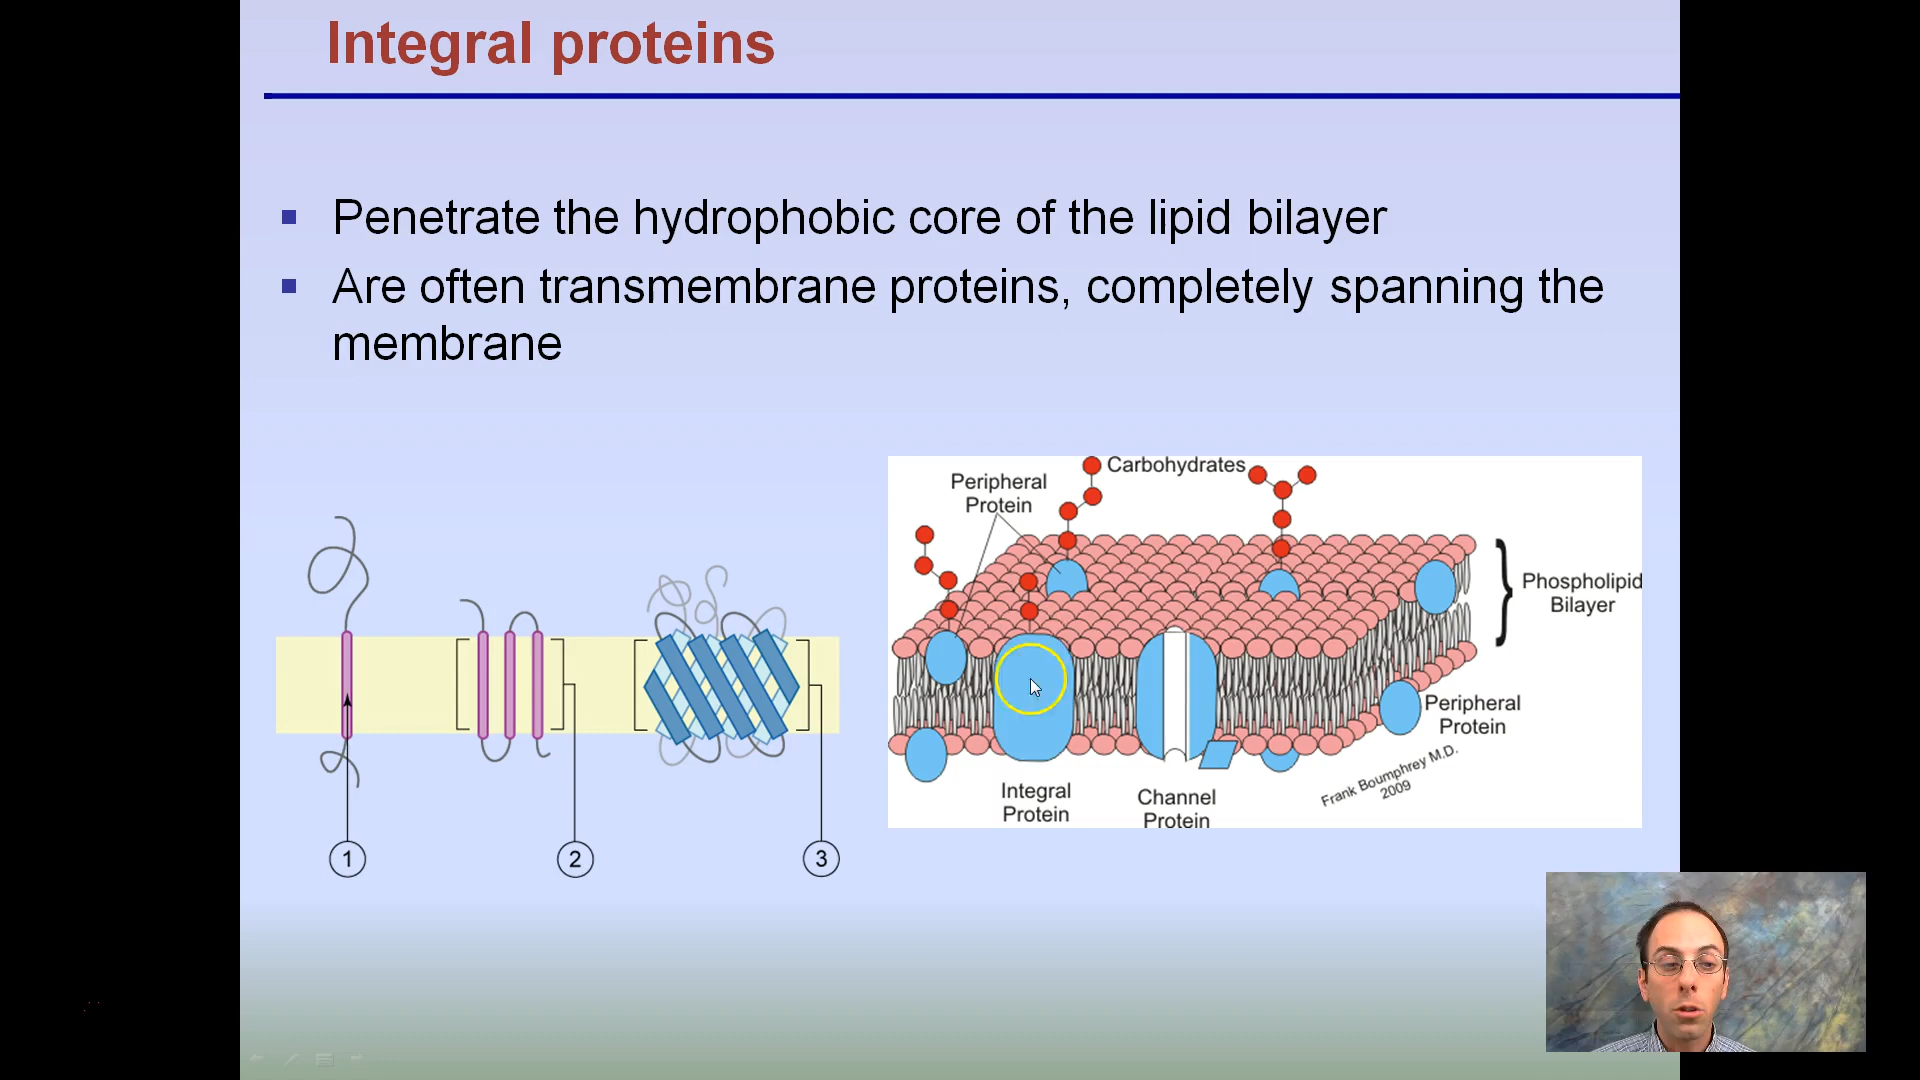 Integral proteins
Penetrate the hydrophobic core of the lipid bilayer
Are often transmembrane proteins, completely spanning the
membrane
1
2
3
Carbohydrates
Peripheral
Protein
Phospholipid
Bilayer
Peripheral
Protein
Integral
Protein
Channel
Protein
Frank Boumphrey M.D.
2009